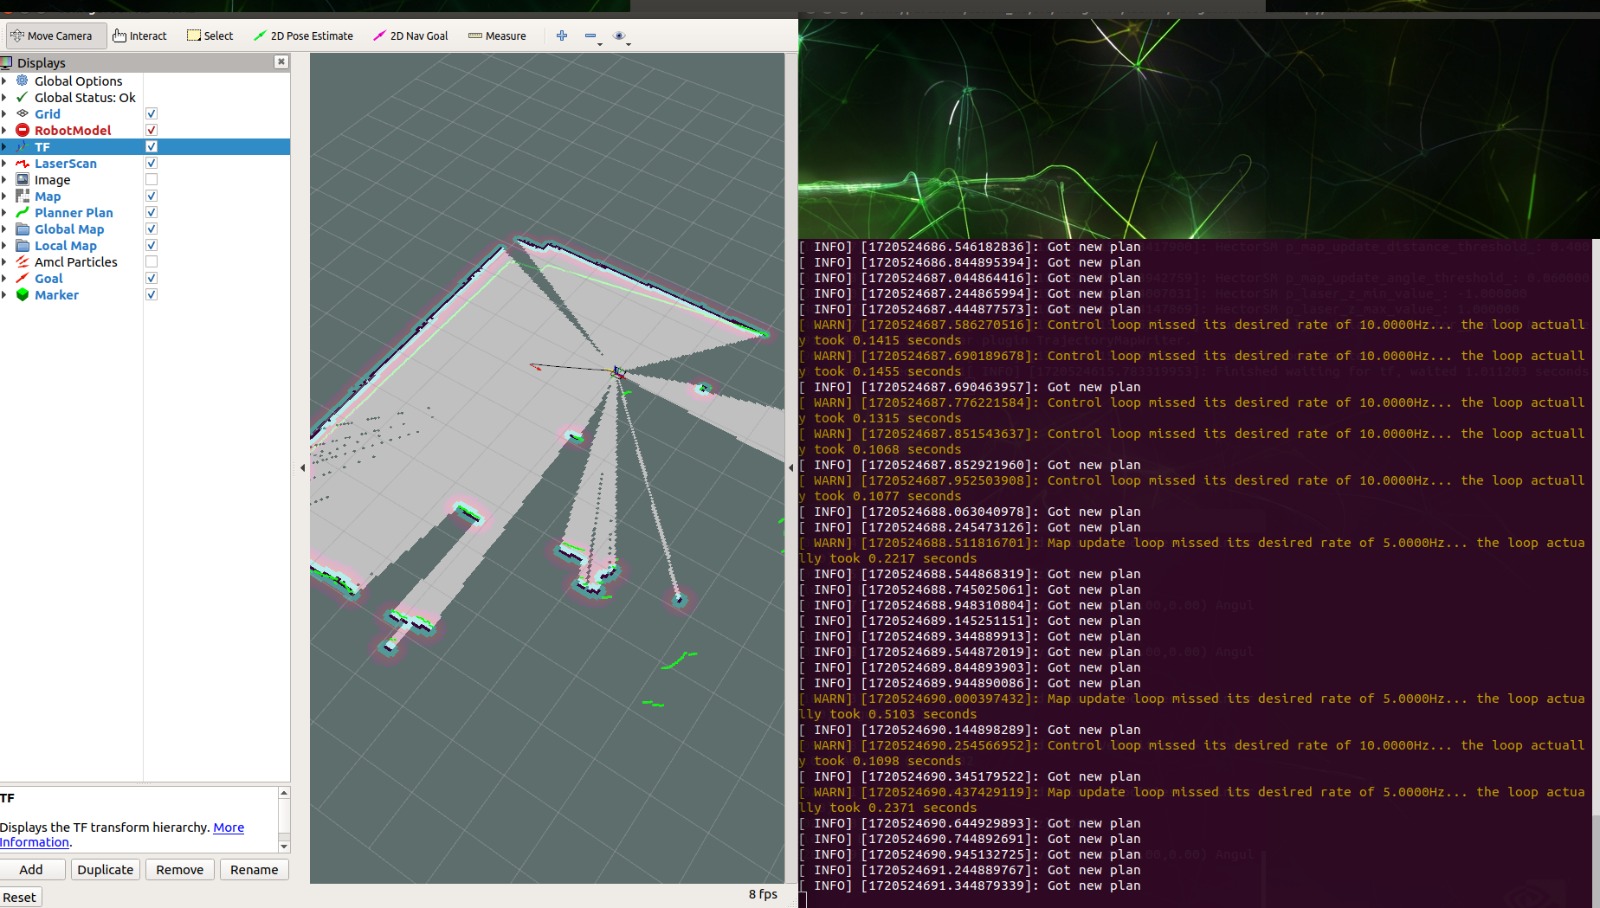 Move Camera
Interact
Select
2D Pose Estimate
2D Nav Goal
Measure
Displays
Global Options
Global Status: Ok
Grid
RobotModel
TF
LaserScan
Image
Map
Planner Plan
Global Map
Local Map
Amcl Particles
Goal
Marker
TF
Displays the TF transform hierarchy. More
Information.
Add
Duplicate
Remove
Rename
Reset
8 fps
[ INFO] [1720524686.546182836]: Got new plan
[ INFO] [1720524686.844895394]: Got new plan
[ INFO] [1720524687.044864416]: Got new plan
[ INFO] [1720524687.244865994]: Got new plan
[ INFO] [1720524687.444877573]: Got new plan
[ WARN] [1720524687.586270516]: Control loop missed its desired rate of 10.0000Hz... the loop actuall
y took 0.1415 seconds
[ WARN] [1720524687.690189678]: Control loop missed its desired rate of 10.0000Hz... the loop actuall
y took 0.1455 seconds
[ INFO] [1720524687.690463957]: Got new plan
[ WARN] [1720524687.776221584]: Control loop missed its desired rate of 10.0000Hz... the loop actuall
y took 0.1315 seconds
[ WARN] [1720524687.851543637]: Control loop missed its desired rate of 10.0000Hz... the loop actuall
y took 0.1068 seconds
[ INFO] [1720524687.852921960]: Got new plan
[ WARN] [1720524687.952503908]: Control loop missed its desired rate of 10.0000Hz... the loop actuall
y took 0.1077 seconds
[ INFO] [1720524688.063040978]: Got new plan
[ INFO] [1720524688.245473126]: Got new plan
[ WARN] [1720524688.511816701]: Map update loop missed its desired rate of 5.0000Hz... the loop actua
lly took 0.2217 seconds
[ INFO] [1720524688.544868319]: Got new plan
[ INFO] [1720524688.745025061]: Got new plan
[ INFO] [1720524688.948310804]: Got new plan
[ INFO] [1720524689.145251151]: Got new plan
[ INFO] [1720524689.344889913]: Got new plan
[ INFO] [1720524689.544872019]: Got new plan
[ INFO] [1720524689.844893903]: Got new plan
[ INFO] [1720524689.944890086]: Got new plan
[ WARN] [1720524690.000397432]: Map update loop missed its desired rate of 5.0000Hz... the loop actua
lly took 0.5103 seconds
[ INFO] [1720524690.144898289]: Got new plan
[ WARN] [1720524690.254566952]: Control loop missed its desired rate of 10.0000Hz... the loop actuall
y took 0.1098 seconds
[ INFO] [1720524690.345179522]: Got new plan
[ WARN] [1720524690.437429119]: Map update loop missed its desired rate of 5.0000Hz... the loop actua
lly took 0.2371 seconds
[ INFO] [1720524690.644929893]: Got new plan
[ INFO] [1720524690.744892691]: Got new plan
[ INFO] [1720524690.945132725]: Got new plan
[ INFO] [1720524691.244889767]: Got new plan
[ INFO] [1720524691.344879339]: Got new plan